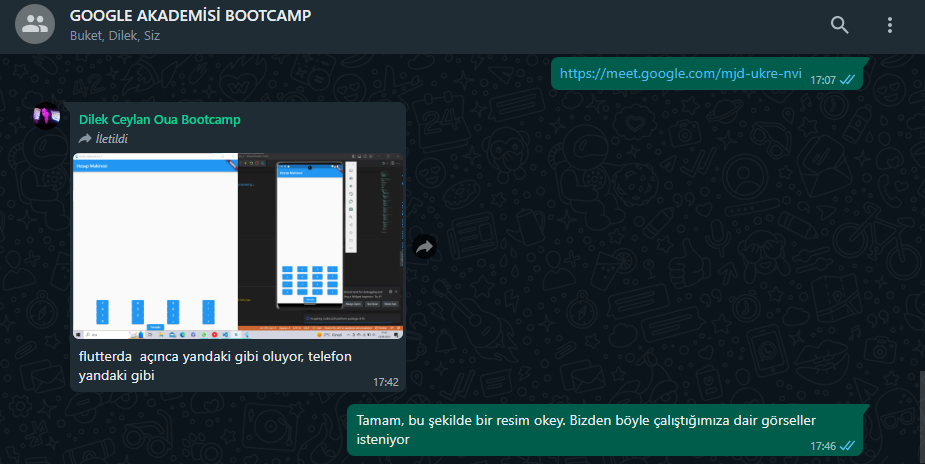 GOOGLE AKADEMİSİ BOOTCAMP
Buket, Dilek, Siz
https://meet.google.com/mjd-ukre-nvi
17:07
Dilek Ceylan Oua Bootcamp
İletildi
Hesap Makinesi
Hesap Makinesi
flutterda açınca yandaki gibi oluyor, telefon
yandaki gibi
17:42
Tamam, bu şekilde bir resim okey. Bizden böyle çalıştığımıza dair görseller
isteniyor
17:46